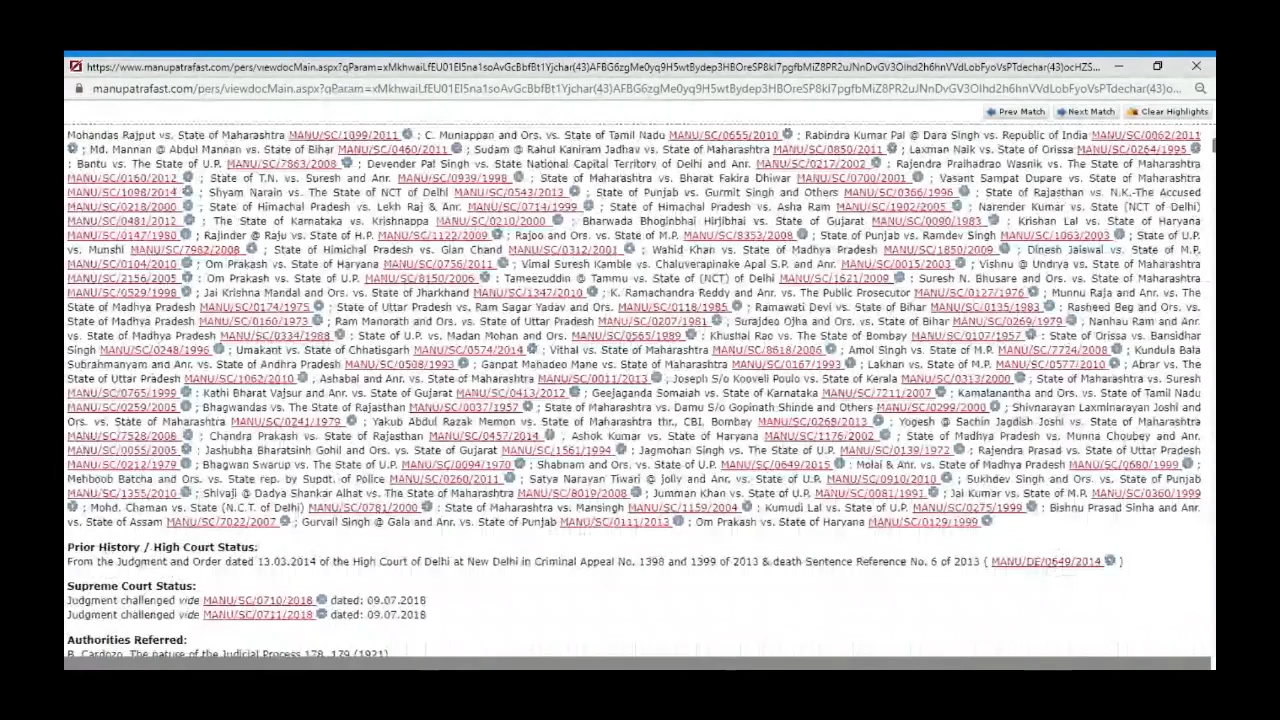 https://www.manupatrafast.com/pers/viewdocMain.aspx?qParam=xMkhwaiLfEU01EI5na1soAvGcBbfBt1Yjchar(43)AFBG6zgMe0yq9H5wtBydep3HBOreSP8kI7pgfbMiZ8PR2uJNnDvGV3OIhd2h6hnVVdLobFyoVsPTdechar(43)ocHZS...
manupatrafast.com/pers/viewdocMain.aspx?qParam=xMkhwaiLfEU01EI5na1soAvGcBbfBt1Yjchar(43)AFBG6zgMe0yq9H5wtBydep3HBOreSP8kI7pgfbMiZ8PR2uJNnDvGV3OIhd2h6hnVVdLobFyoVsPTdechar(43)o...
Prev Match Next Match Clear Highlights
Mohandas Rajput vs. State of Maharashtra MANU/SC/1099/2011 ; C. Muniappan and Ors. vs. State of Tamil Nadu MANU/SC/0655/2010 ; Rabindra Kumar Pal @ Dara Singh vs. Republic of India MANU/SC/0062/2011
; Md. Mannan @ Abdul Mannan vs. State of Bihar MANU/SC/0460/2011 ; Sudam @ Rahul Kaniram Jadhav vs. State of Maharashtra MANU/SC/0850/2011 ; Laxman Naik vs. State of Orissa MANU/SC/0264/1995
; Bantu vs. The State of U.P. MANU/SC/7863/2008 ; Devender Pal Singh vs. State National Capital Territory of Delhi and Anr. MANU/SC/0217/2002 ; Rajendra Pralhadrao Wasnik vs. The State of Maharashtra
MANU/SC/0160/2012 ; State of T.N. vs. Suresh and Anr. MANU/SC/0939/1998 ; State of Maharashtra vs. Bharat Fakira Dhiwar MANU/SC/0700/2001 ; Vasant Sampat Dupare vs. State of Maharashtra
MANU/SC/1098/2014 ; Shyam Narain vs. The State of NCT of Delhi MANU/SC/0543/2013 ; State of Punjab vs. Gurmit Singh and Others MANU/SC/0366/1996 ; State of Rajasthan vs. N.K.-The Accused
MANU/SC/0218/2000 ; State of Himachal Pradesh vs. Lekh Raj & Anr. MANU/SC/0714/1999 ; State of Himachal Pradesh vs. Asha Ram MANU/SC/1902/2005 ; Narender Kumar vs. State (NCT of Delhi)
MANU/SC/0481/2012 ; The State of Karnataka vs. Krishnappa MANU/SC/0210/2000 ; Bharwada Bhoginbhai Hirjibhai vs. State of Gujarat MANU/SC/0090/1983 ; Krishan Lal vs. State of Haryana
MANU/SC/0147/1980 ; Rajinder @ Raju vs. State of H.P. MANU/SC/1122/2009 ; Rajoo and Ors. vs. State of M.P. MANU/SC/8353/2008 ; State of Punjab vs. Ramdev Singh MANU/SC/1063/2003 ; State of U.P.
vs. Munshi MANU/SC/7982/2008 ; State of Himichal Pradesh vs. Gian Chand MANU/SC/0312/2001 ; Wahid Khan vs. State of Madhya Pradesh MANU/SC/1850/2009 ; Dinesh Jaiswal vs. State of M.P.
MANU/SC/0104/2010 ; Om Prakash vs. State of Haryana MANU/SC/0756/2011 ; Vimal Suresh Kamble vs. Chaluverapinake Apal S.P. and Anr. MANU/SC/0015/2003 ; Vishnu @ Undrya vs. State of Maharashtra
MANU/SC/2156/2005 ; Om Prakash vs. State of U.P. MANU/SC/8150/2006 ; Tameezuddin @ Tammu vs. State of (NCT) of Delhi MANU/SC/1621/2009 ; Suresh N. Bhusare and Ors. vs. State of Maharashtra
MANU/SC/0529/1998 ; Jai Krishna Mandal and Ors. vs. State of Jharkhand MANU/SC/1347/2010 ; K. Ramachandra Reddy and Anr. vs. The Public Prosecutor MANU/SC/0127/1976 ; Munnu Raja and Anr. vs. The
State of Madhya Pradesh MANU/SC/0174/1975 ; State of Uttar Pradesh vs. Ram Sagar Yadav and Ors. MANU/SC/0118/1985 ; Ramawati Devi vs. State of Bihar MANU/SC/0135/1983 ; Rasheed Beg and Ors. vs.
State of Madhya Pradesh MANU/SC/0160/1973 ; Ram Manorath and Ors. vs. State of Uttar Pradesh MANU/SC/0207/1981 ; Surajdeo Ojha and Ors. vs. State of Bihar MANU/SC/0269/1979 ; Nanhau Ram and Anr.
vs. State of Madhya Pradesh MANU/SC/0334/1988 ; State of U.P. vs. Madan Mohan and Ors. MANU/SC/0565/1989 ; Khushal Rao vs. The State of Bombay MANU/SC/0107/1957 ; State of Orissa vs. Bansidhar
Singh MANU/SC/0248/1996 ; Umakant vs. State of Chhatisgarh MANU/SC/0574/2014 ; Vithal vs. State of Maharashtra MANU/SC/8618/2006 ; Amol Singh vs. State of M.P. MANU/SC/7724/2008 ; Kundula Bala
Subrahmanyam and Anr. vs. State of Andhra Pradesh MANU/SC/0508/1993 ; Ganpat Mahadeo Mane vs. State of Maharashtra MANU/SC/0167/1993 ; Lakhan vs. State of M.P. MANU/SC/0577/2010 ; Abrar vs. The
State of Uttar Pradesh MANU/SC/1062/2010 ; Ashabai and Anr. vs. State of Maharashtra MANU/SC/0011/2013 ; Joseph S/o Kooveli Poulo vs. State of Kerala MANU/SC/0313/2000 ; State of Maharashtra vs. Suresh
MANU/SC/0765/1999 ; Kathi Bharat Vajsur and Anr. vs. State of Gujarat MANU/SC/0413/2012 ; Geejaganda Somaiah vs. State of Karnataka MANU/SC/7211/2007 ; Kamalanantha and Ors. vs. State of Tamil Nadu
MANU/SC/0259/2005 ; Bhagwandas vs. The State of Rajasthan MANU/SC/0037/1957 ; State of Maharashtra vs. Damu S/o Gopinath Shinde and Others MANU/SC/0299/2000 ; Shivnarayan Laxminarayan Joshi and
Ors. vs. State of Maharashtra MANU/SC/0241/1979 ; Yakub Abdul Razak Memon vs. State of Maharashtra thr., CBI, Bombay MANU/SC/0268/2013 ; Yogesh @ Sachin Jagdish Joshi vs. State of Maharashtra
MANU/SC/7528/2008 ; Chandra Prakash vs. State of Rajasthan MANU/SC/0457/2014 ; Ashok Kumar vs. State of Haryana MANU/SC/1176/2002 ; State of Madhya Pradesh vs. Munna Choubey and Anr.
MANU/SC/0055/2005 ; Jashubha Bharatsinh Gohil and Ors. vs. State of Gujarat MANU/SC/1561/1994 ; Jagmohan Singh vs. The State of U.P. MANU/SC/0139/1972 ; Rajendra Prasad vs. State of Uttar Pradesh
MANU/SC/0212/1979 ; Bhagwan Swarup vs. The State of U.P. MANU/SC/0094/1970 ; Shabnam and Ors. vs. State of U.P. MANU/SC/0649/2015 ; Molai & Anr. vs. State of Madhya Pradesh MANU/SC/0680/1999 ;
Mehboob Batcha and Ors. vs. State rep. by Supdt. of Police MANU/SC/0260/2011 ; Satya Narayan Tiwari @ Jolly and Anr. vs. State of U.P. MANU/SC/0910/2010 ; Sukhdev Singh and Ors. vs. State of Punjab
MANU/SC/1355/2010 ; Shivaji @ Dadya Shankar Alhat vs. The State of Maharashtra MANU/SC/8019/2008 ; Jumman Khan vs. State of U.P. MANU/SC/0081/1991 ; Jai Kumar vs. State of M.P. MANU/SC/0360/1999
; Mohd. Chaman vs. State (N.C.T. of Delhi) MANU/SC/0781/2000 ; State of Maharashtra vs. Mansingh MANU/SC/1159/2004 ; Kumudi Lal vs. State of U.P. MANU/SC/0275/1999 ; Bishnu Prasad Sinha and Anr.
vs. State of Assam MANU/SC/7022/2007 ; Gurvail Singh @ Gala and Anr. vs. State of Punjab MANU/SC/0111/2013 ; Om Prakash vs. State of Haryana MANU/SC/0129/1999
Prior History / High Court Status:
From the Judgment and Order dated 13.03.2014 of the High Court of Delhi at New Delhi in Criminal Appeal No. 1398 and 1399 of 2013 & death Sentence Reference No. 6 of 2013 ( MANU/DE/0649/2014 )
Supreme Court Status:
Judgment challenged vide MANU/SC/0710/2018 dated: 09.07.2018
Judgment challenged vide MANU/SC/0711/2018 dated: 09.07.2018
Authorities Referred:
B. Cardozo, The nature of the Judicial Process 178, 179 (1921)